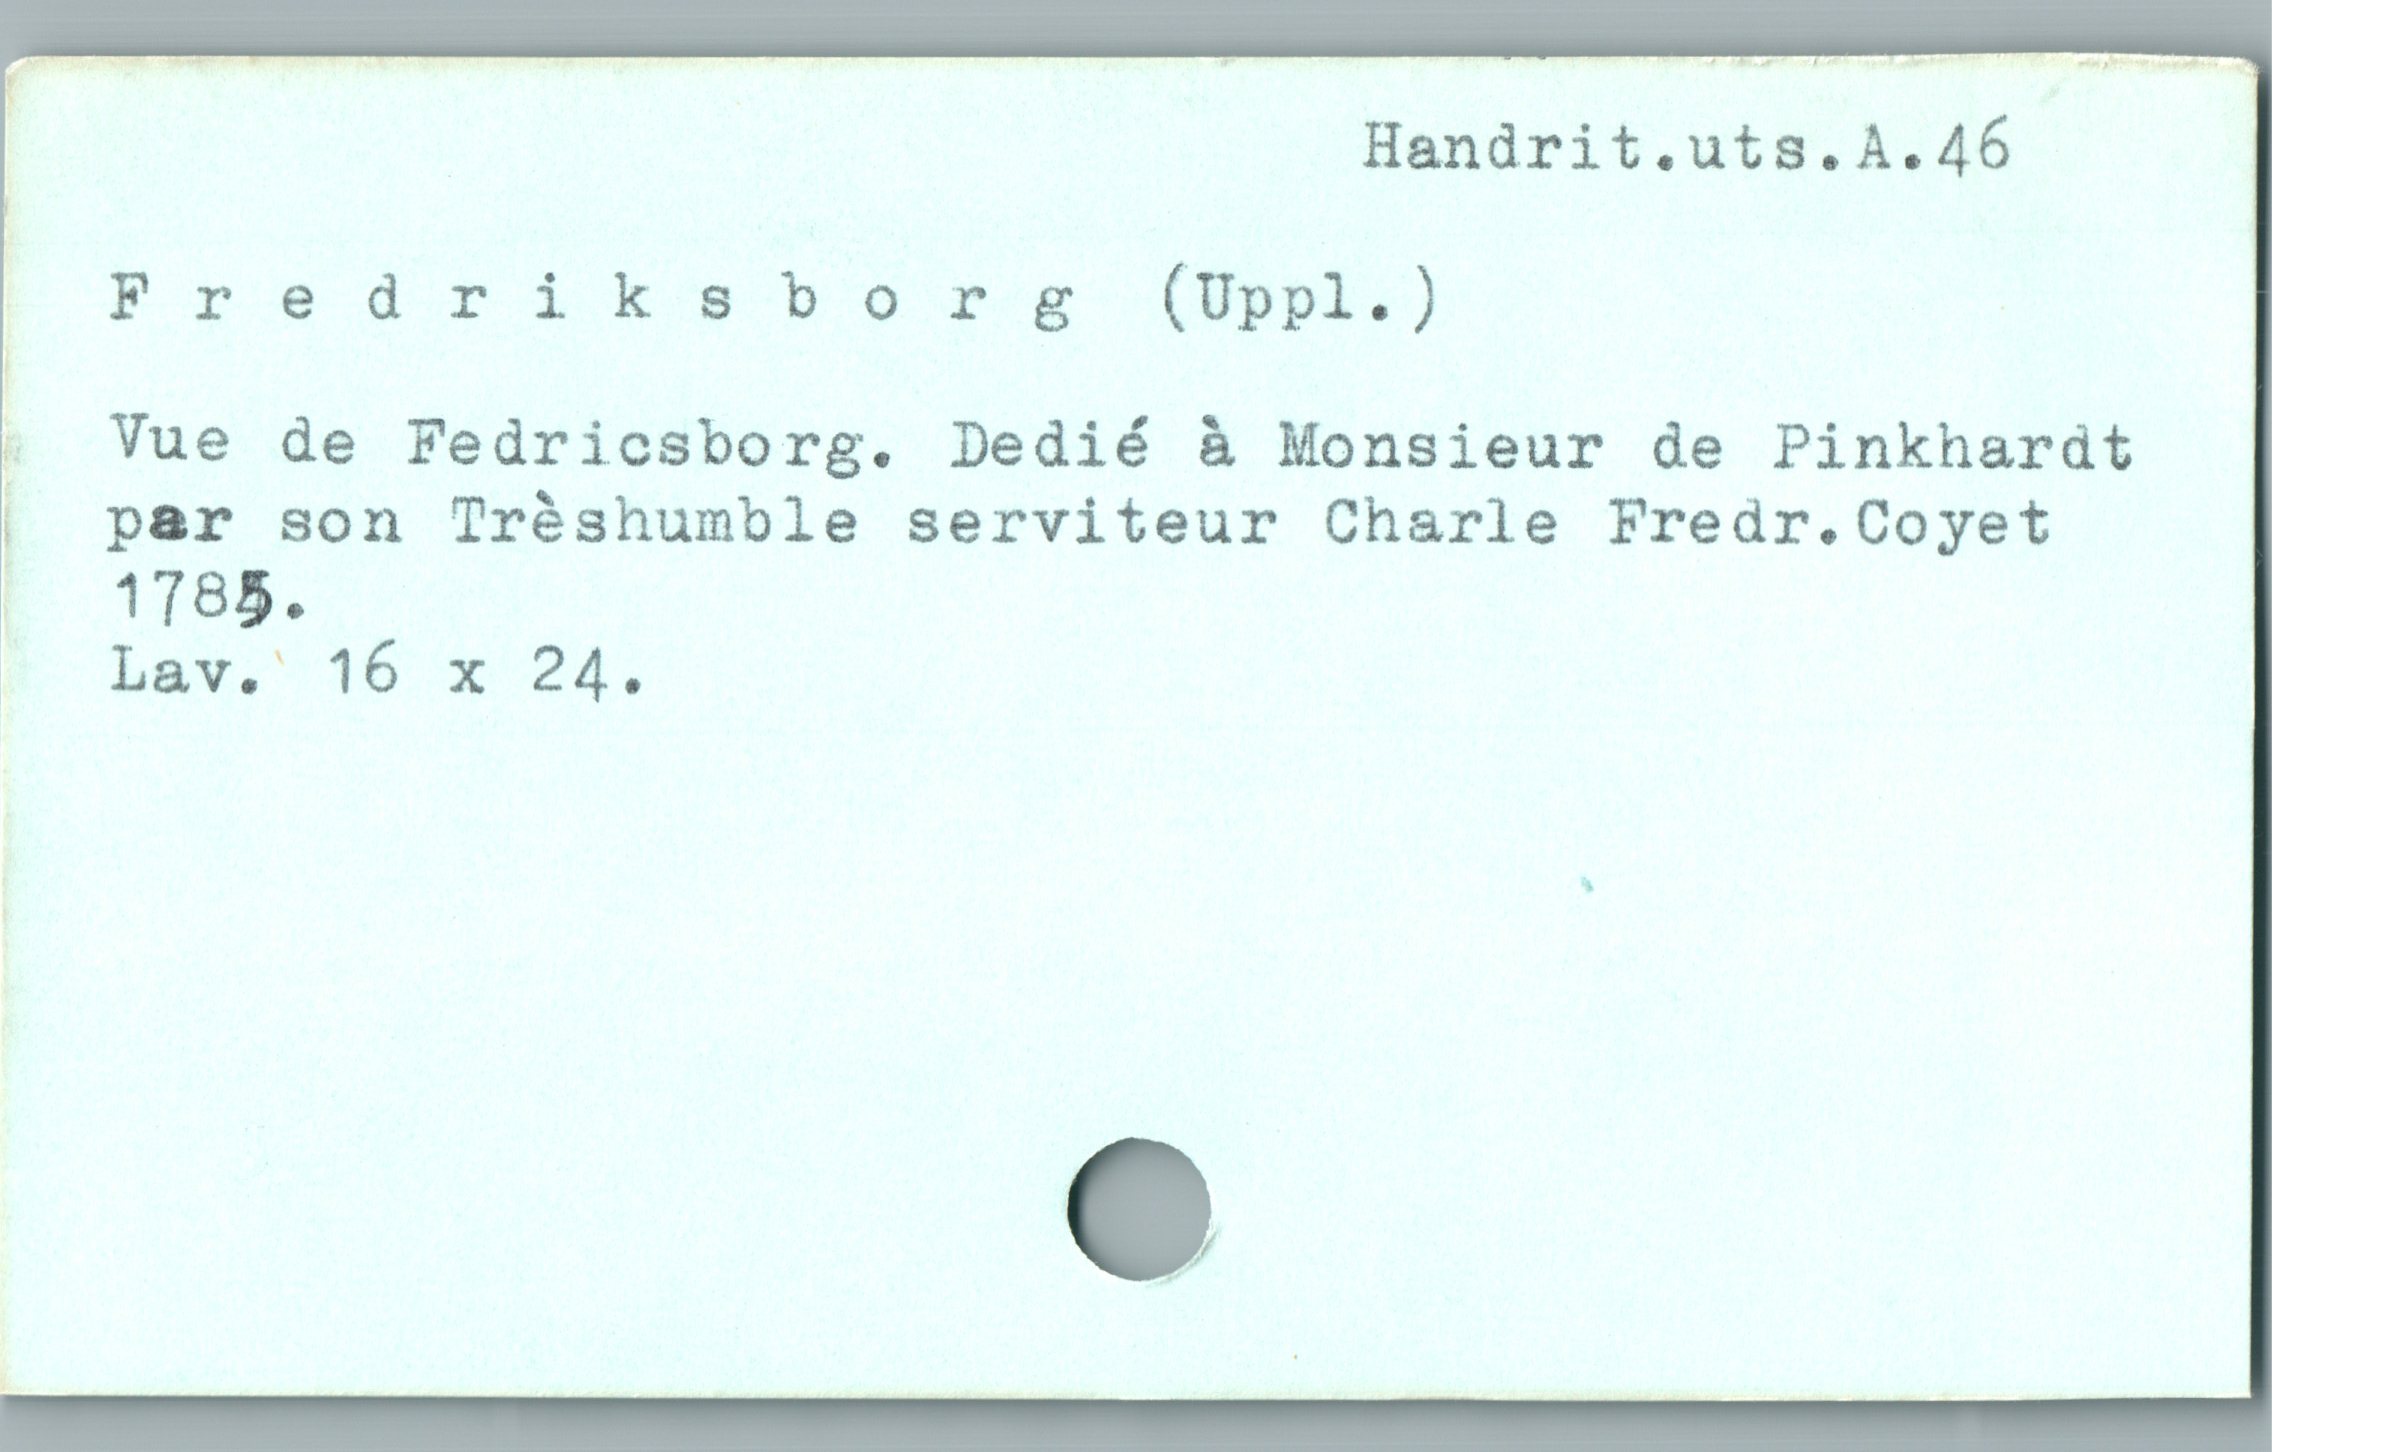 Handrit.uts.A.46
F r e d r i k s b o r g (Uppl.)
Vue de Fedricsborg. Dedié à Monsieur de Pinkhardt
par son Trèshumble serviteur Charle Fredr.Coyet
1785.
Lav. 16 x 24.